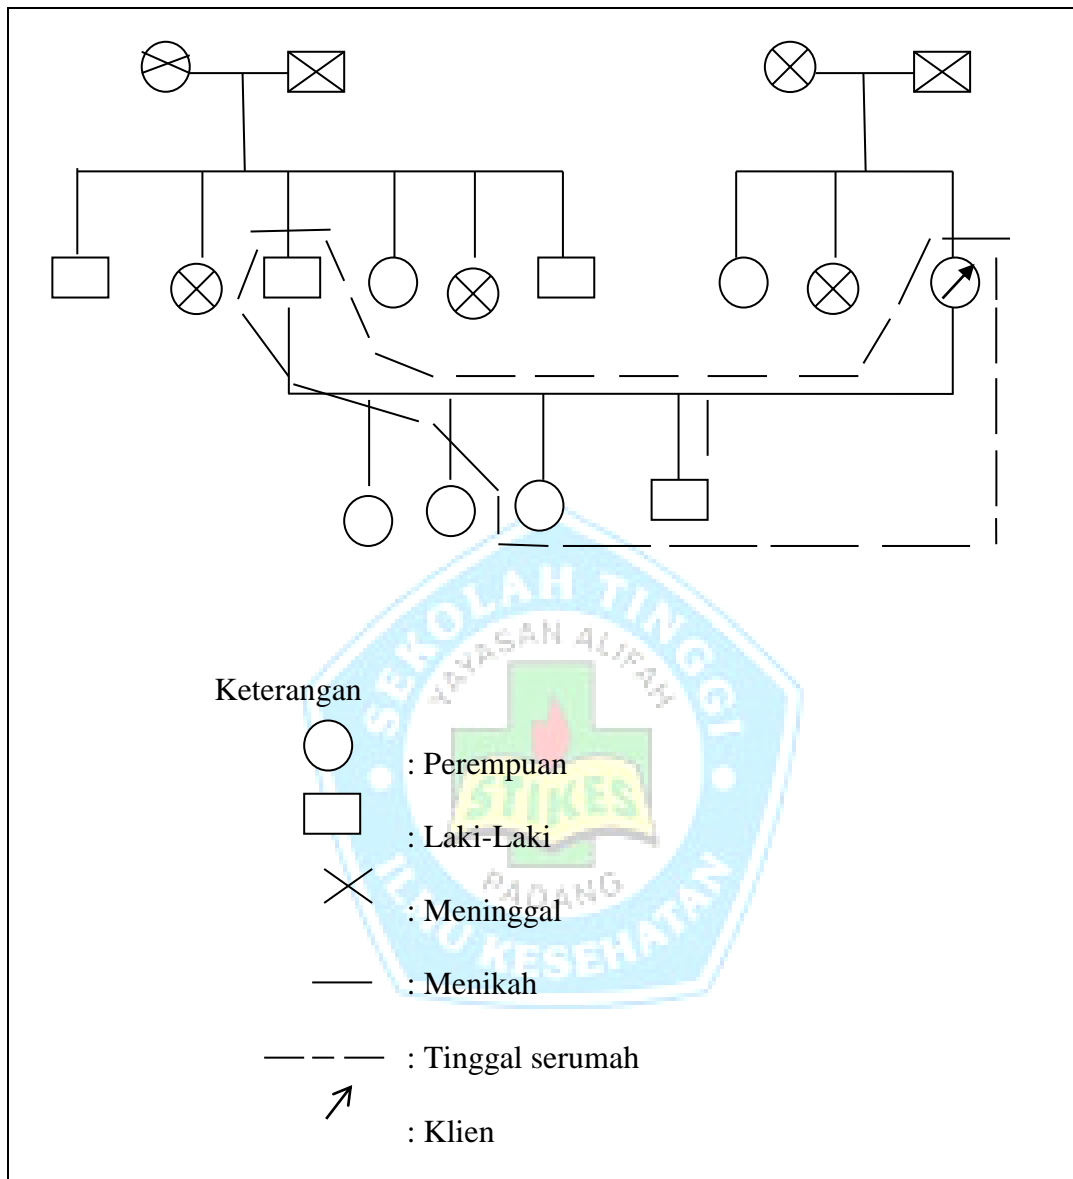 SEKOLAH TINGGI
YAYASAN ALIFAH
Keterangan
: Perempuan
STIKES
: Laki-Laki
PADANG
: Meninggal
ILMU KESEHATAN
: Menikah
: Tinggal serumah
: Klien